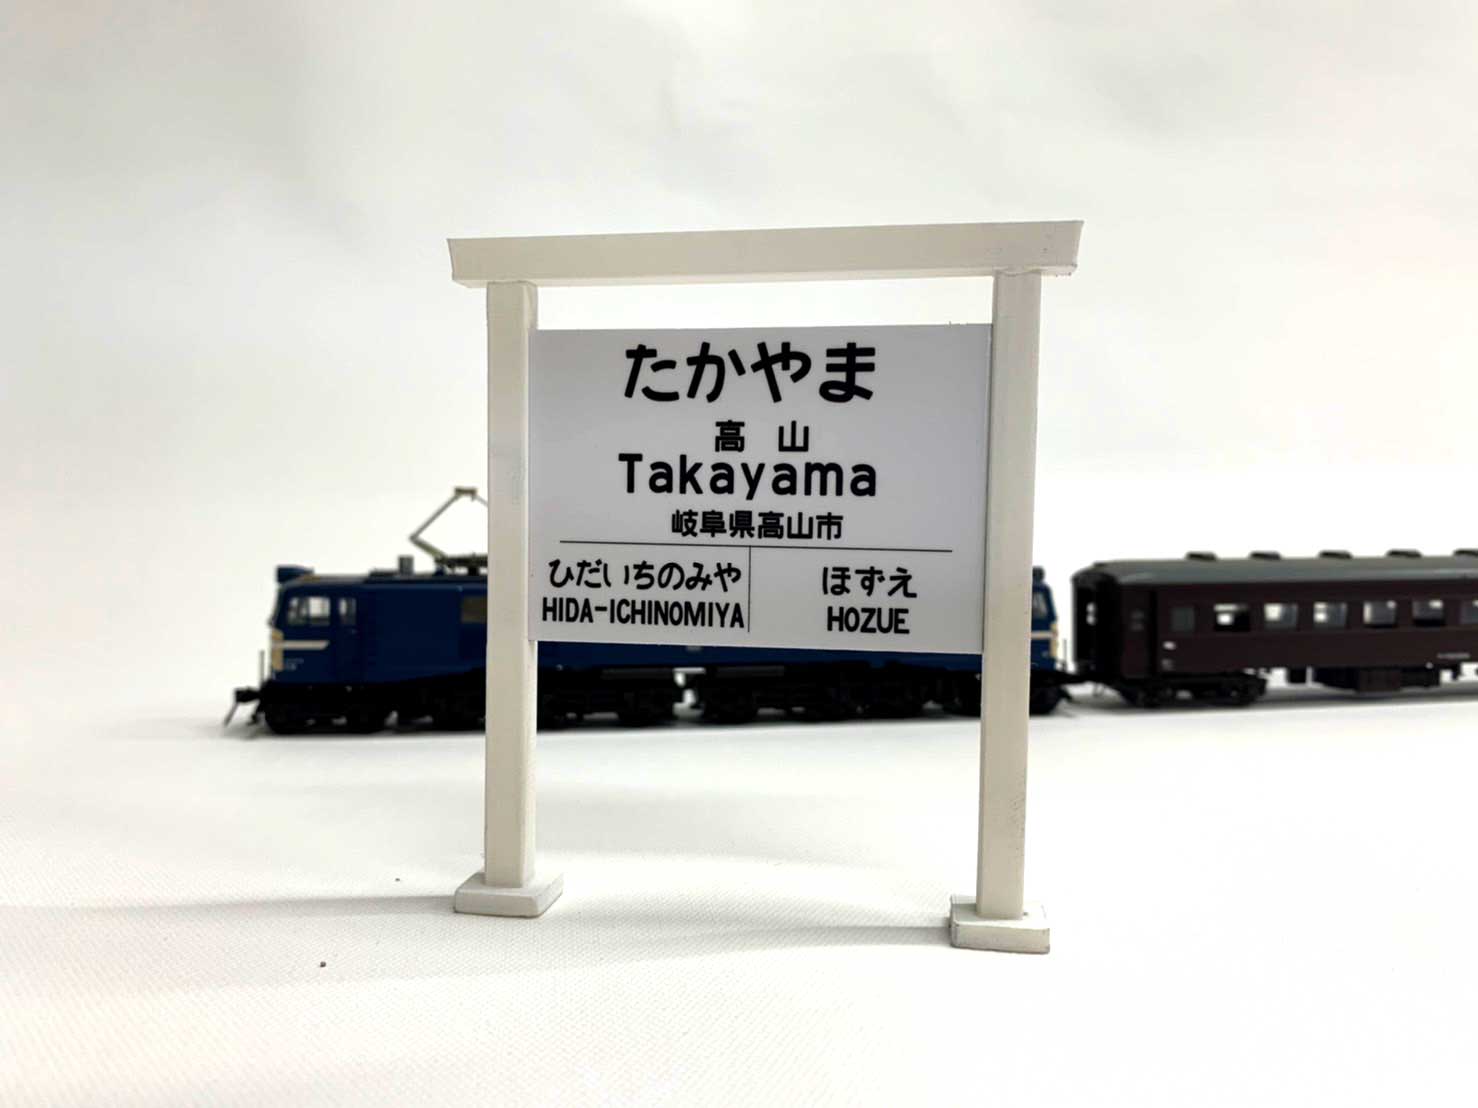 たかやま
高山
Takayama
岐阜県高山市
ひだいちのみや ほずえ
HIDA-ICHINOMIYA HOZUE